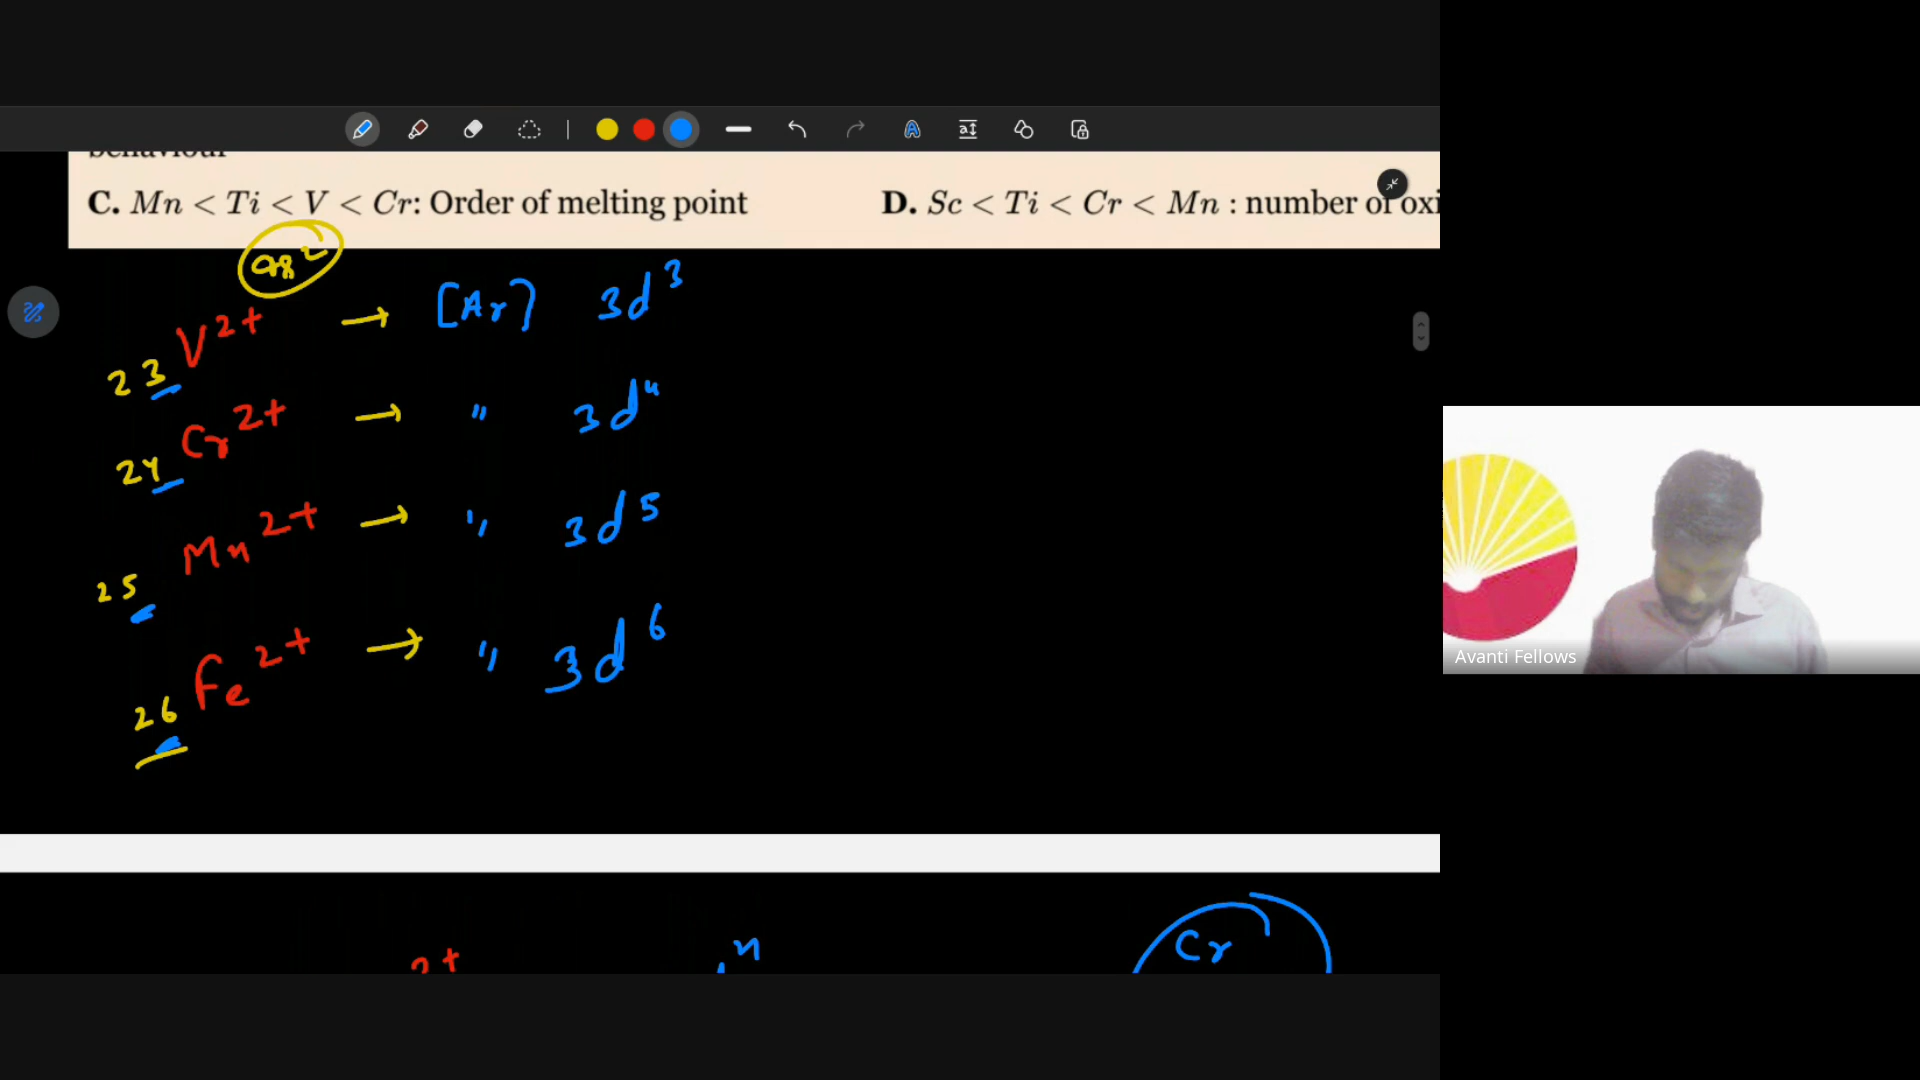 C. Mn < Ti < V < Cr: Order of melting point
D. Sc < Ti < Cr < Mn : number of oxi
23 V²⁺ → [Ar] 3d³
24 Cr²⁺ → " 3d⁴
25 Mn²⁺ → " 3d⁵
26 Fe²⁺ → " 3d⁶
2+
n
Cr
Avanti Fellows